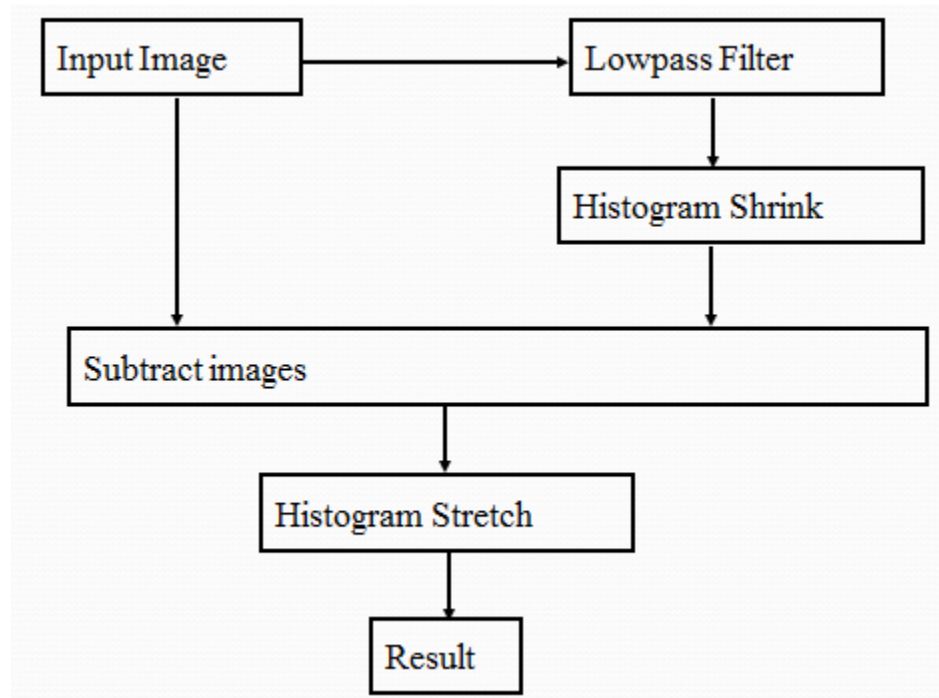 Input Image
Lowpass Filter
Histogram Shrink
Subtract images
Histogram Stretch
Result